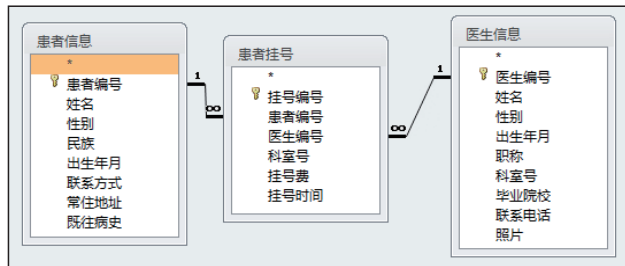 患者信息
*
患者编号
姓名
性别
民族
出生年月
联系方式
常住地址
既往病史
1
∞
患者挂号
*
挂号编号
患者编号
医生编号
科室号
挂号费
挂号时间
∞
1
医生信息
*
医生编号
姓名
性别
出生年月
职称
科室号
毕业院校
联系电话
照片